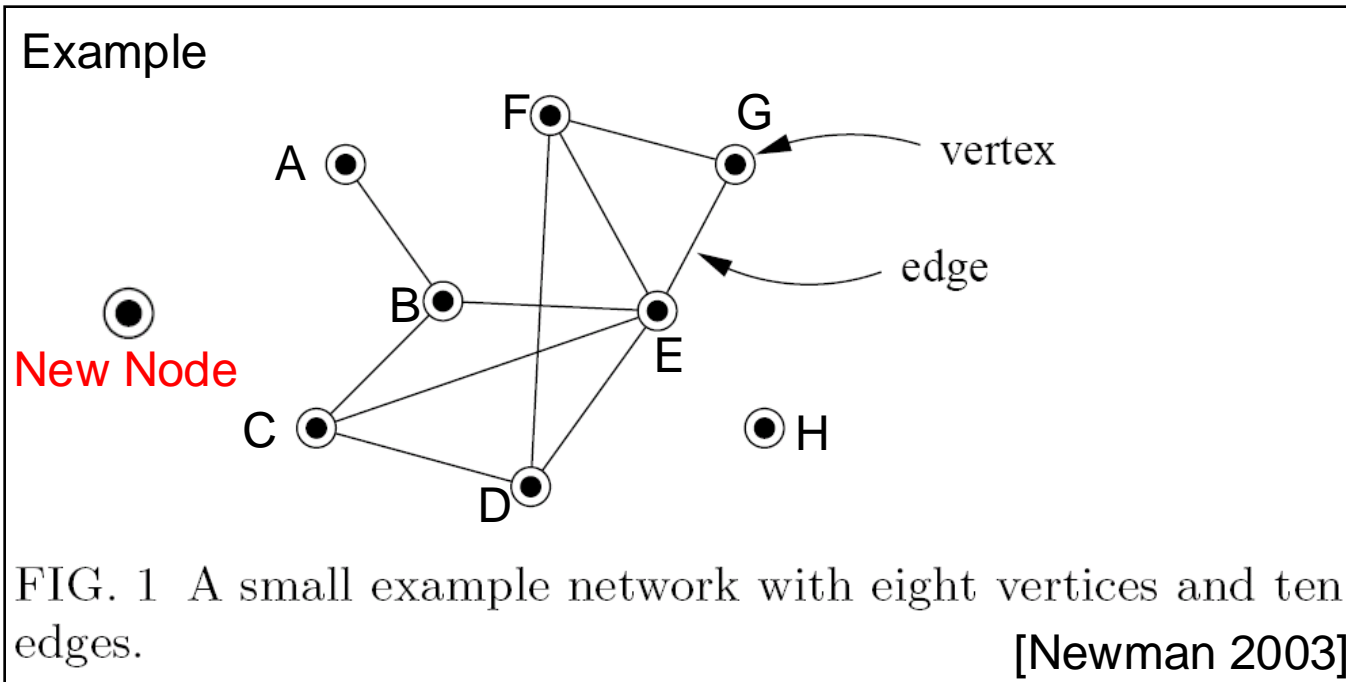 Example
F
G
A
vertex
edge
B
New Node
E
C
H
D
FIG. 1 A small example network with eight vertices and ten
edges.
[Newman 2003]